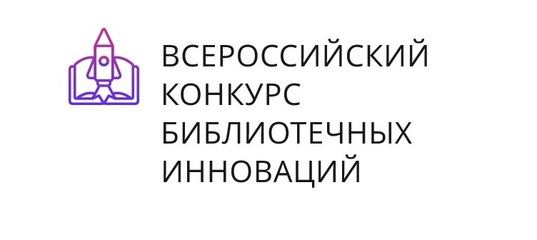 ВСЕРОССИЙСКИЙ
КОНКУРС
БИБЛИОТЕЧНЫХ
ИННОВАЦИЙ